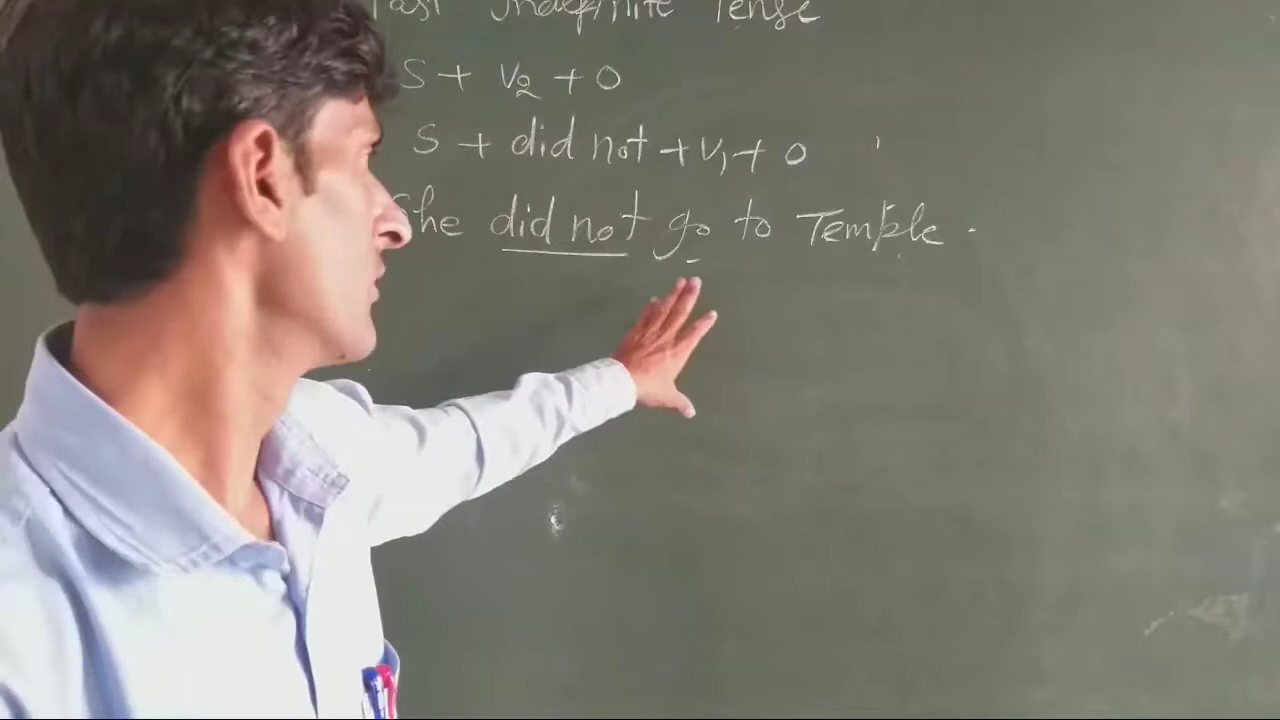 Past Indefinite Tense
S + V2 + O
S + did not + V1 + O
She did not go to Temple.